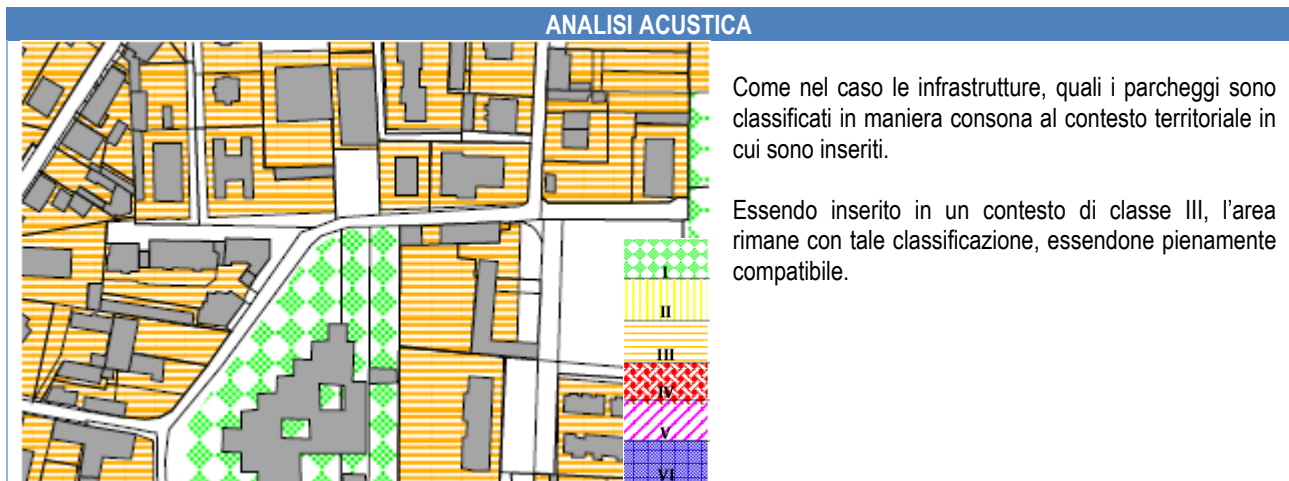 ANALISI ACUSTICA
Come nel caso le infrastrutture, quali i parcheggi sono
classificati in maniera consona al contesto territoriale in
cui sono inseriti.
Essendo inserito in un contesto di classe III, l’area
rimane con tale classificazione, essendone pienamente
compatibile.
I
II
III
IV
V
VI